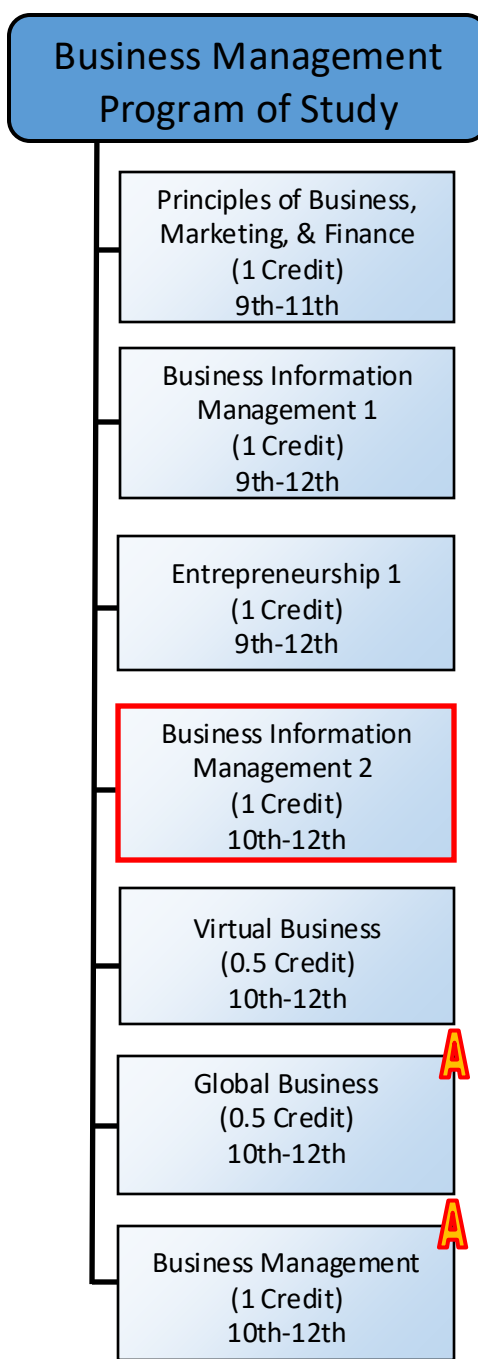 Business Management
Program of Study
Principles of Business,
Marketing, & Finance
(1 Credit)
9th-11th
Business Information
Management 1
(1 Credit)
9th-12th
Entrepreneurship 1
(1 Credit)
9th-12th
Business Information
Management 2
(1 Credit)
10th-12th
Virtual Business
(0.5 Credit)
10th-12th
A
Global Business
(0.5 Credit)
10th-12th
A
Business Management
(1 Credit)
10th-12th